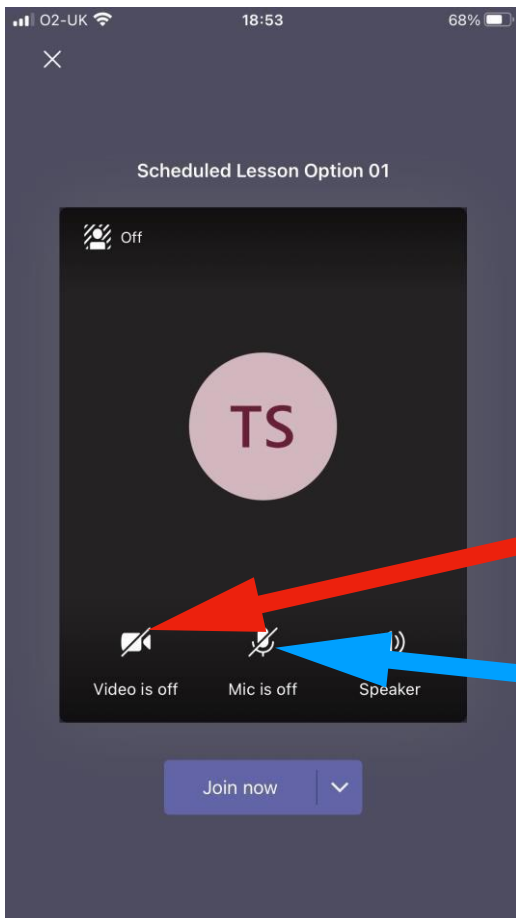 O2-UK 18:53 68%
Scheduled Lesson Option 01
Off
TS
Video is off Mic is off Speaker
Join now